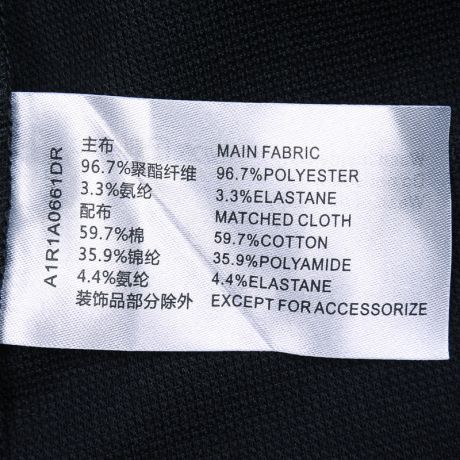 A1R1A0661DR
主布
96.7%聚酯纤维
3.3%氨纶
配布
59.7%棉
35.9%锦纶
4.4%氨纶
装饰品部分除外
MAIN FABRIC
96.7%POLYESTER
3.3%ELASTANE
MATCHED CLOTH
59.7%COTTON
35.9%POLYAMIDE
4.4%ELASTANE
EXCEPT FOR ACCESSORIZE